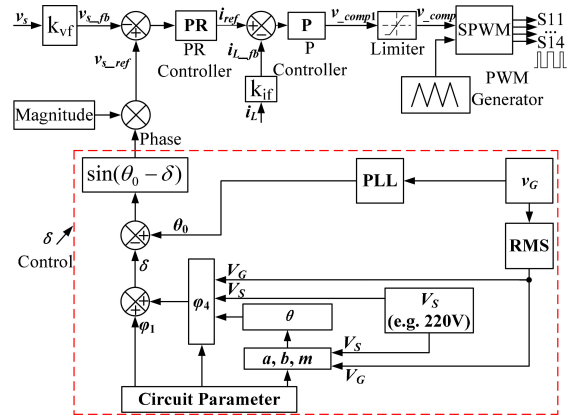 v_s k_vf v_s_fb PR i_ref P v_comp1 v_comp SPWM S11
...
S14
PR Controller
i_L_fb
P Controller
Limiter
v_s_ref
k_if
i_L
PWM Generator
Magnitude
Phase
sin(θ_0 − δ)
PLL
v_G
δ Control
θ_0
RMS
δ
V_G
V_S
φ_4
φ_1
V_S
(e.g. 220V)
θ
V_S
a, b, m
V_G
Circuit Parameter